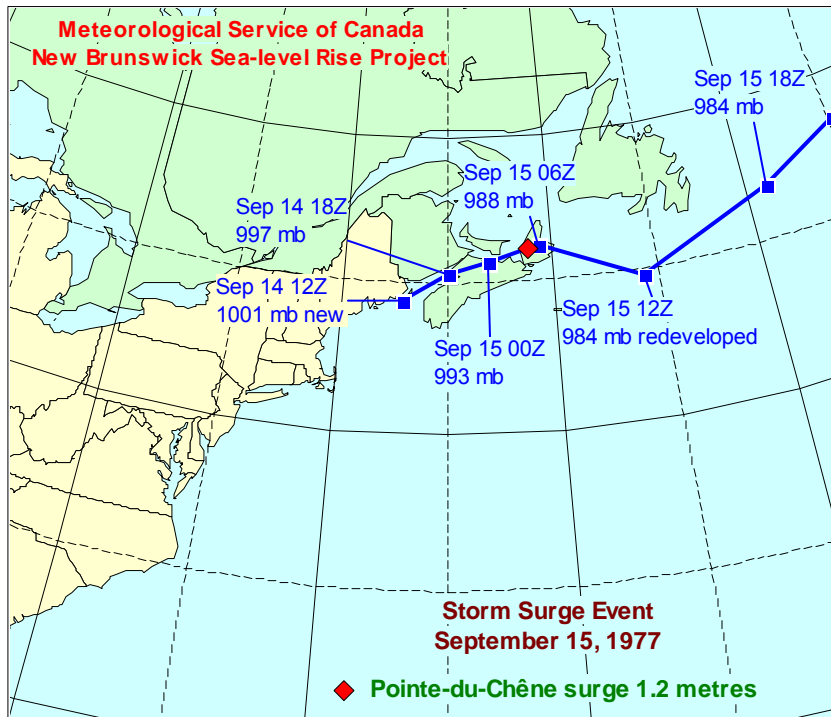 Meteorological Service of Canada
New Brunswick Sea-level Rise Project
Sep 15 18Z
984 mb
Sep 15 06Z
988 mb
Sep 14 18Z
997 mb
Sep 14 12Z
1001 mb new
Sep 15 12Z
984 mb redeveloped
Sep 15 00Z
993 mb
Storm Surge Event
September 15, 1977
Pointe-du-Chêne surge 1.2 metres